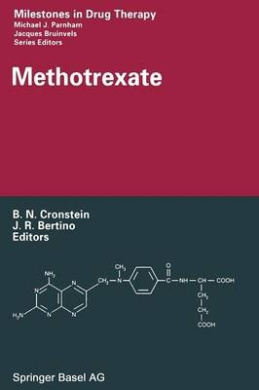 Milestones in Drug Therapy
Michael J. Parnham
Jacques Bruinvels
Series Editors
Methotrexate
B. N. Cronstein
J. R. Bertino
Editors
NH₂
CH₃
O
CH₂—N
C—NH—CH—COOH
N
N
CH₂
H₂N
N
N
CH₂
COOH
Springer Basel AG